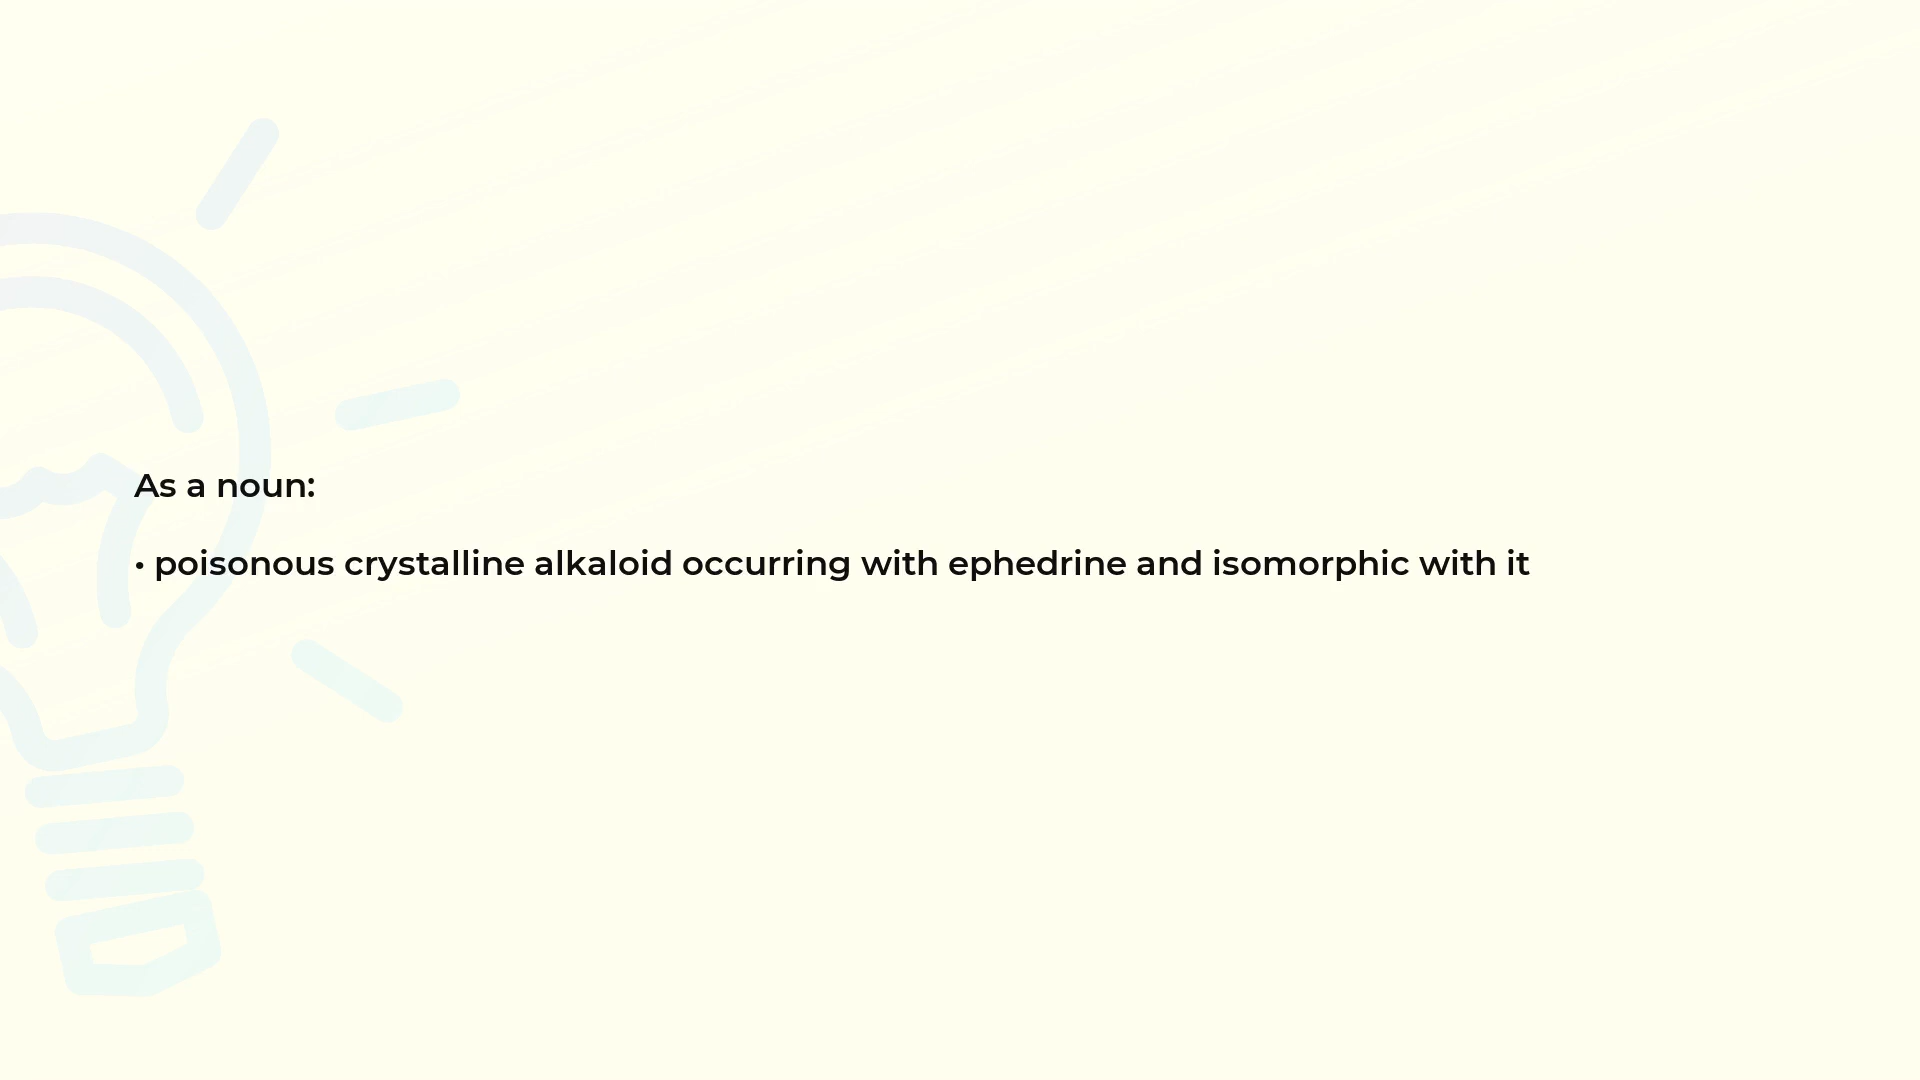 As a noun:
• poisonous crystalline alkaloid occurring with ephedrine and isomorphic with it